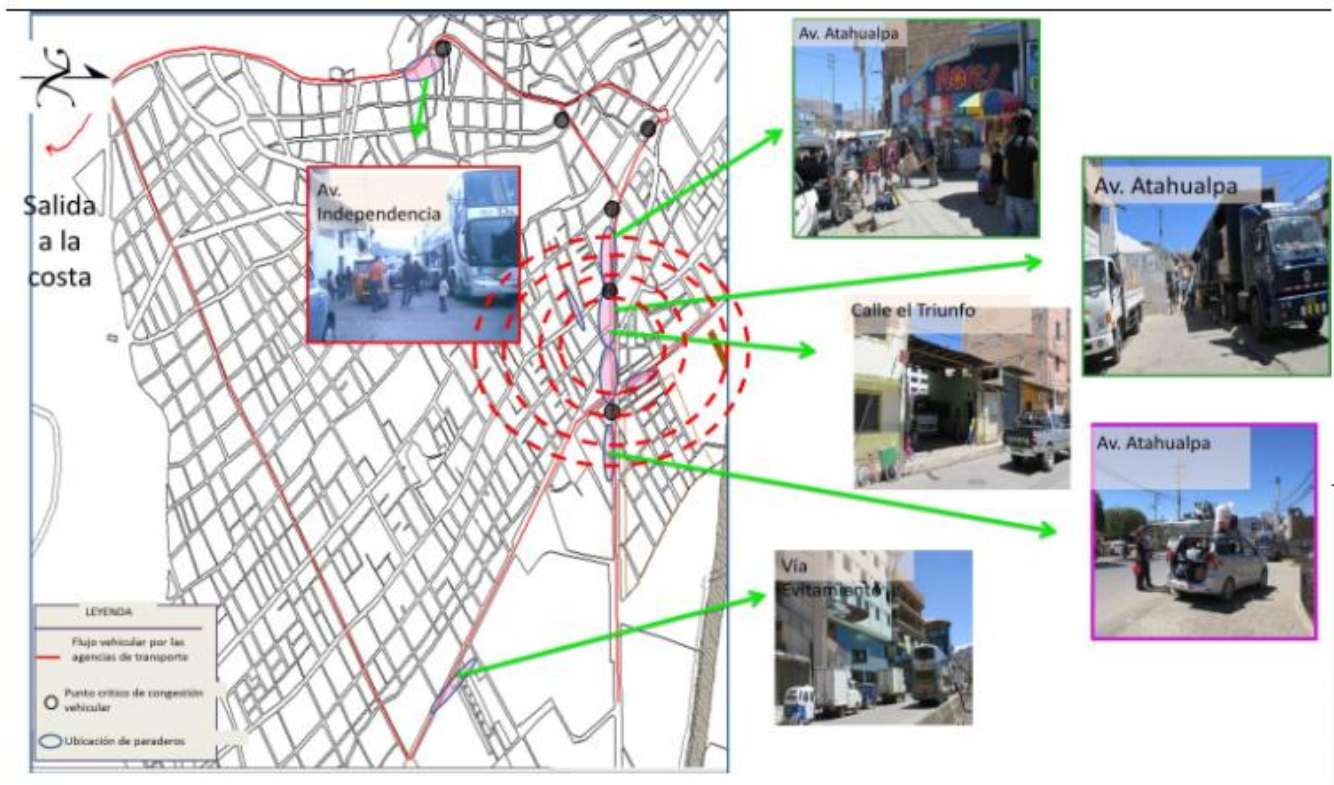 Salida
a la
costa
Av.
Independencia
Av. Atahualpa
Av. Atahualpa
Calle el Triunfo
Av. Atahualpa
Vía
Evitamiento
LEYENDA
Flujo vehicular por las
agencias de transporte
Punto critico de congestión
vehicular
Ubicación de paraderos